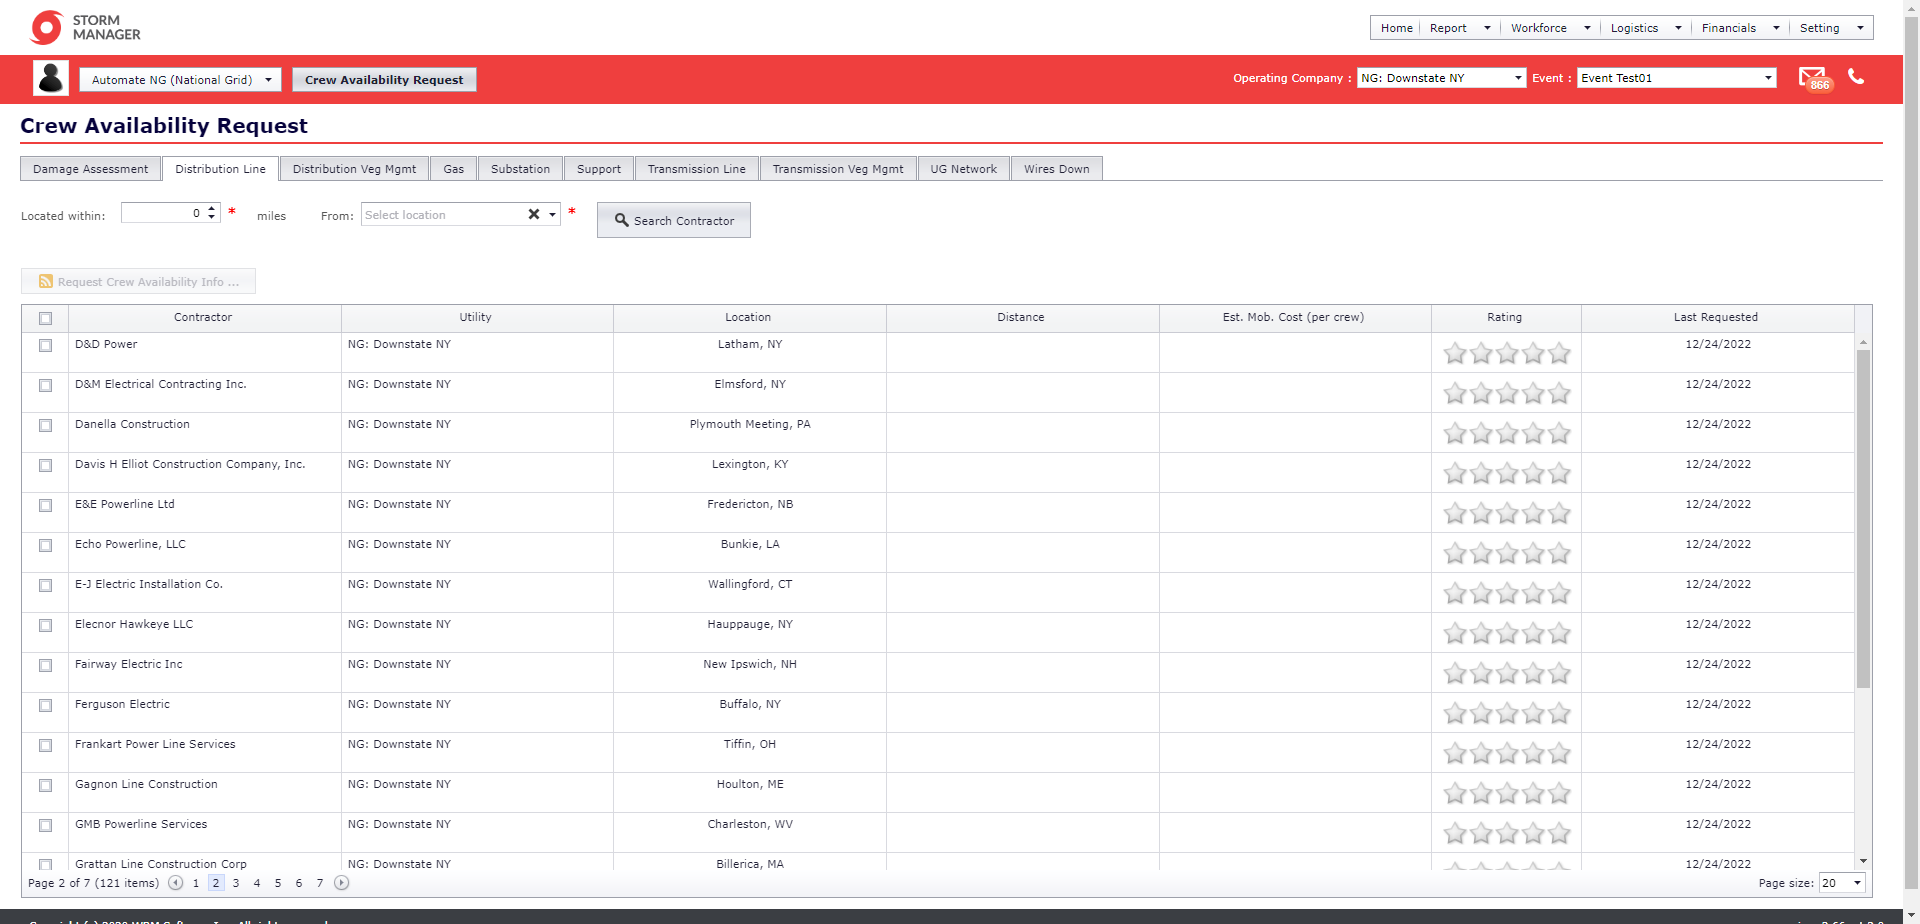 STORM
MANAGER
Home Report Workforce Logistics Financials Setting
Automate NG (National Grid) Crew Availability Request Operating Company : NG: Downstate NY Event : Event Test01 866
Crew Availability Request
Damage Assessment Distribution Line Distribution Veg Mgmt Gas Substation Support Transmission Line Transmission Veg Mgmt UG Network Wires Down
Located within: 0 * miles From: Select location * Search Contractor
Request Crew Availability Info ...
Contractor Utility Location Distance Est. Mob. Cost (per crew) Rating Last Requested
D&D Power NG: Downstate NY Latham, NY 12/24/2022
D&M Electrical Contracting Inc. NG: Downstate NY Elmsford, NY 12/24/2022
Danella Construction NG: Downstate NY Plymouth Meeting, PA 12/24/2022
Davis H Elliot Construction Company, Inc. NG: Downstate NY Lexington, KY 12/24/2022
E&E Powerline Ltd NG: Downstate NY Fredericton, NB 12/24/2022
Echo Powerline, LLC NG: Downstate NY Bunkie, LA 12/24/2022
E-J Electric Installation Co. NG: Downstate NY Wallingford, CT 12/24/2022
Elecnor Hawkeye LLC NG: Downstate NY Hauppauge, NY 12/24/2022
Fairway Electric Inc NG: Downstate NY New Ipswich, NH 12/24/2022
Ferguson Electric NG: Downstate NY Buffalo, NY 12/24/2022
Frankart Power Line Services NG: Downstate NY Tiffin, OH 12/24/2022
Gagnon Line Construction NG: Downstate NY Houlton, ME 12/24/2022
GMB Powerline Services NG: Downstate NY Charleston, WV 12/24/2022
Grattan Line Construction Corp NG: Downstate NY Billerica, MA 12/24/2022
Page 2 of 7 (121 items) 1 2 3 4 5 6 7 Page size: 20